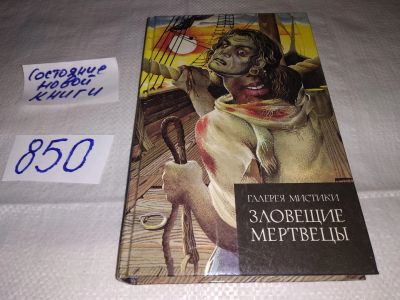 Состояние
новой
книги
850
ГАЛЕРЕЯ МИСТИКИ
ЗЛОВЕЩИЕ
МЕРТВЕЦЫ